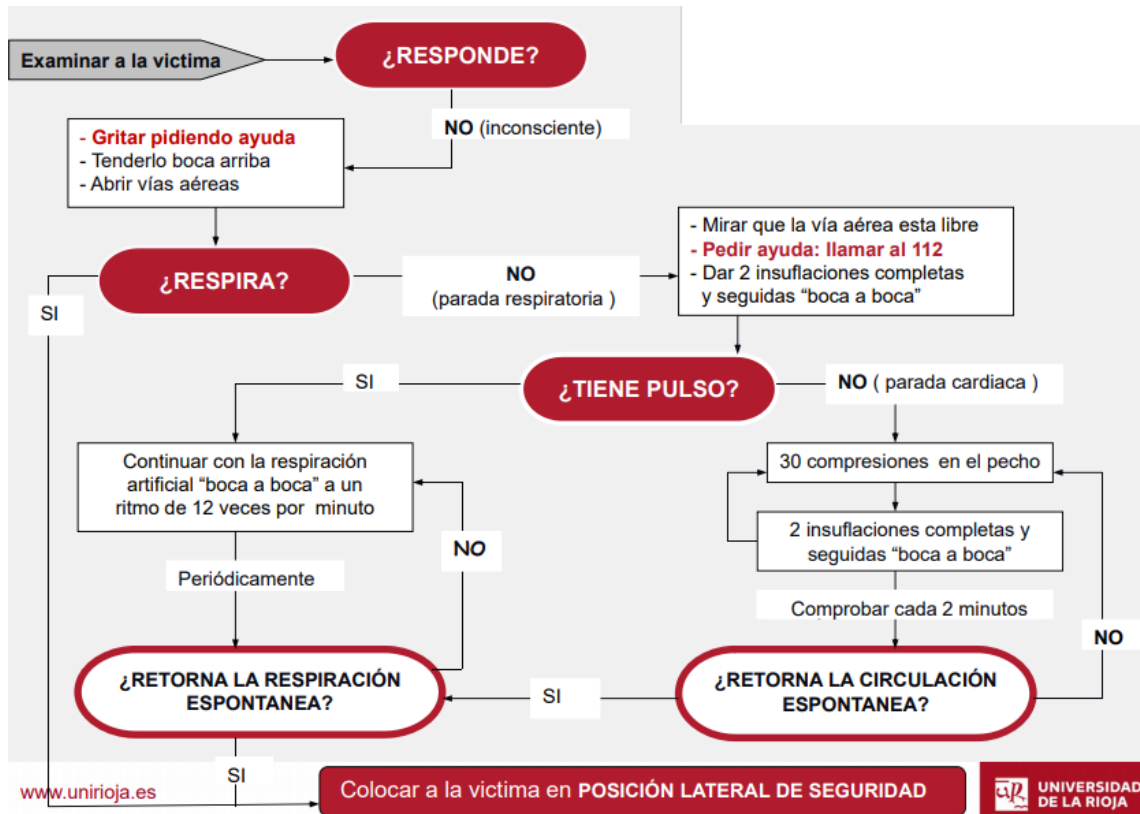 Examinar a la victima
¿RESPONDE?
NO (inconsciente)
- Gritar pidiendo ayuda
- Tenderlo boca arriba
- Abrir vías aéreas
¿RESPIRA?
SI
NO
(parada respiratoria )
- Mirar que la vía aérea esta libre
- Pedir ayuda: llamar al 112
- Dar 2 insuflaciones completas
y seguidas “boca a boca”
¿TIENE PULSO?
SI
NO ( parada cardiaca )
Continuar con la respiración
artificial “boca a boca” a un
ritmo de 12 veces por minuto
NO
Periódicamente
30 compresiones en el pecho
2 insuflaciones completas y
seguidas “boca a boca”
Comprobar cada 2 minutos
NO
¿RETORNA LA RESPIRACIÓN
ESPONTANEA?
SI
¿RETORNA LA CIRCULACIÓN
ESPONTANEA?
SI
www.unirioja.es
Colocar a la victima en POSICIÓN LATERAL DE SEGURIDAD
UNIVERSIDAD
DE LA RIOJA